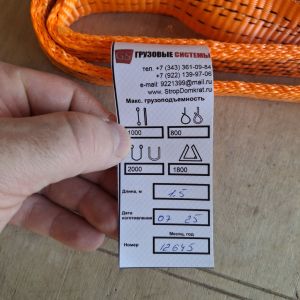 ГРУЗОВЫЕ СИСТЕМЫ
тел. +7 (343) 361-09-84
+7 (922) 139-97-06
e-mail: 9221399@mail.ru
www.StropDomkrat.ru
Макс. грузоподъемность
1000 800
2000 1800
Длина, м 1.5
Дата изготовления 07 25
Месяц, год
Номер 12645